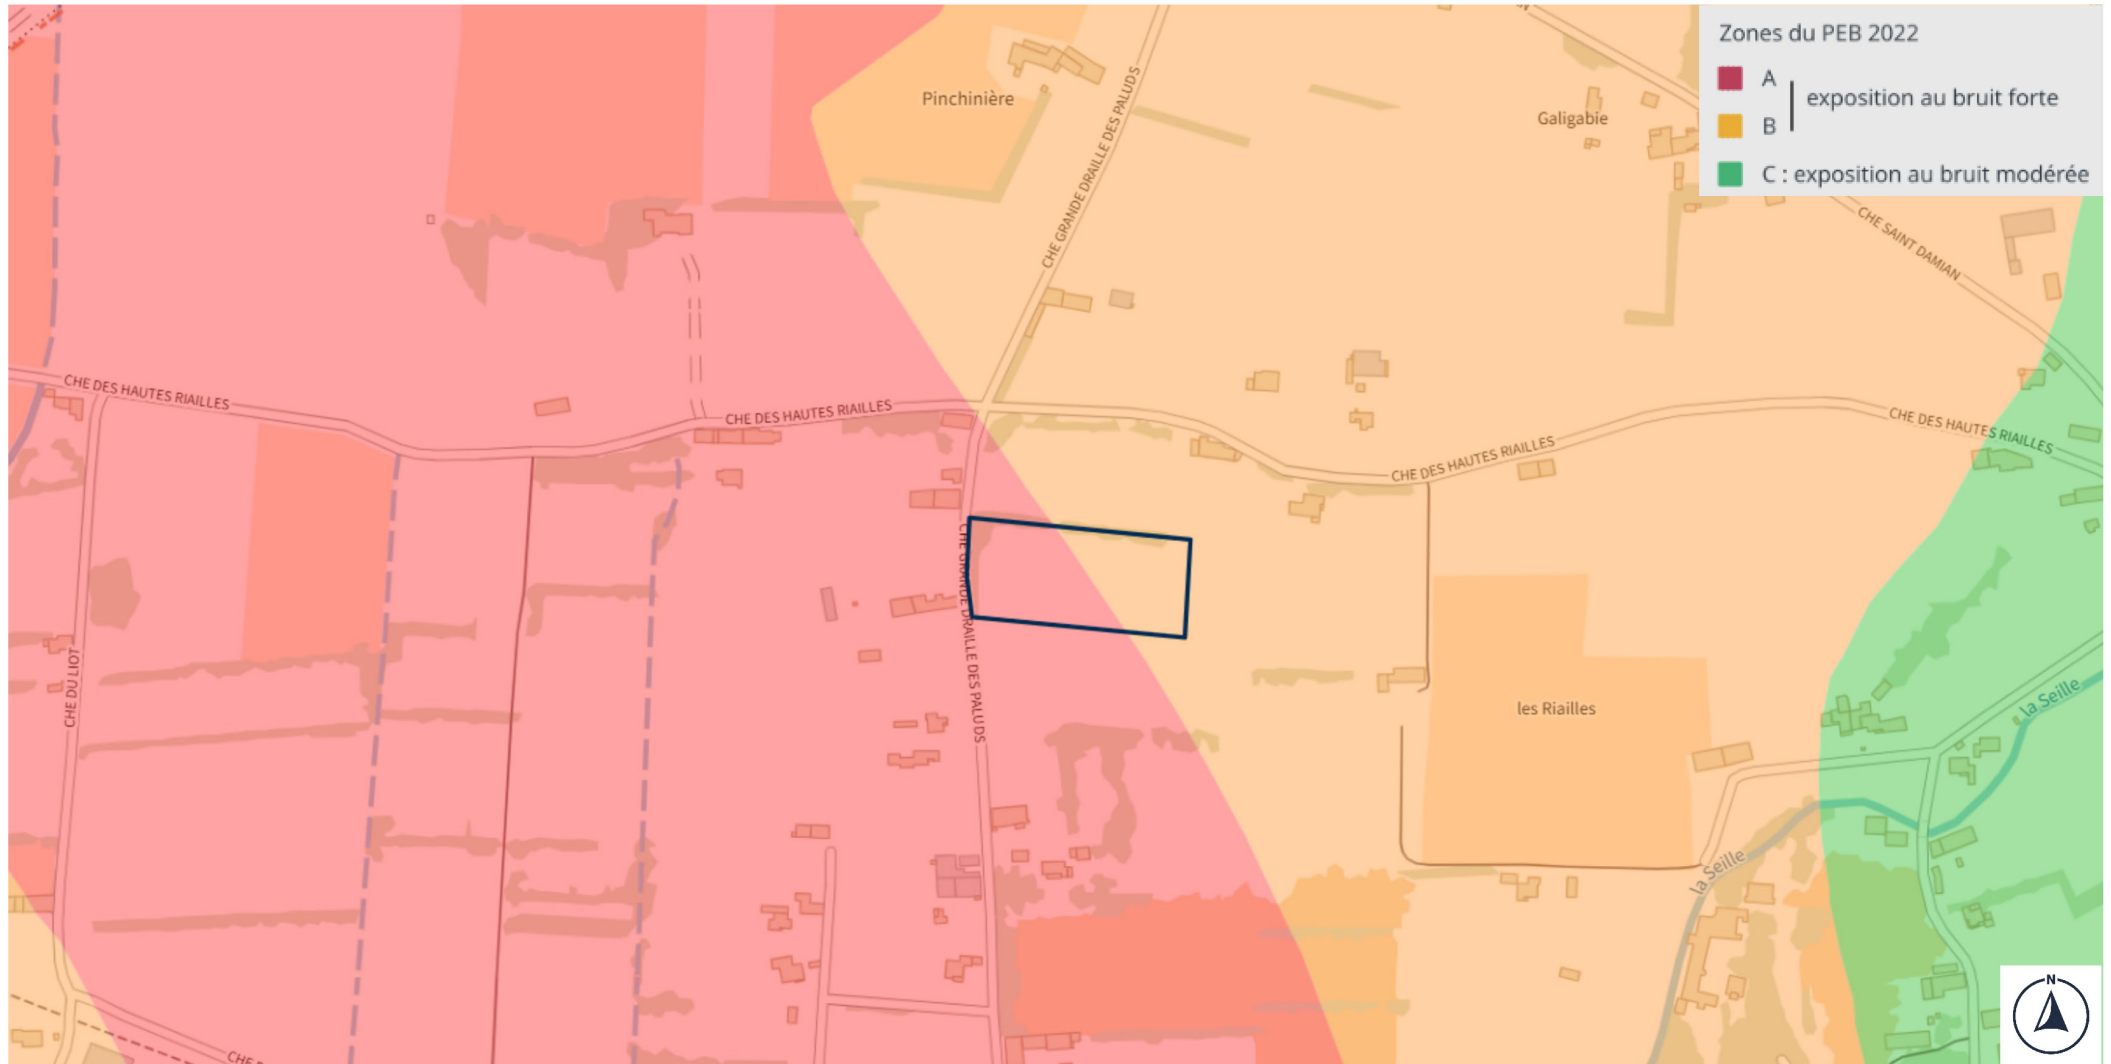 N
Zones du PEB 2022
A
exposition au bruit forte
B
C : exposition au bruit modérée
Pinchinière
CHE GRANDE DRAILLE DES PALUDS
Galigabie
CHE SAINT DAMIAN
CHE DES HAUTES RIAILLES
CHE DES HAUTES RIAILLES
CHE DES HAUTES RIAILLES
CHE DES HAUTES RIAILLES
CHE GRANDE DRAILLE DES PALUDS
CHE DU LIOT
les Riailles
la Seille
la Seille
N
CHE